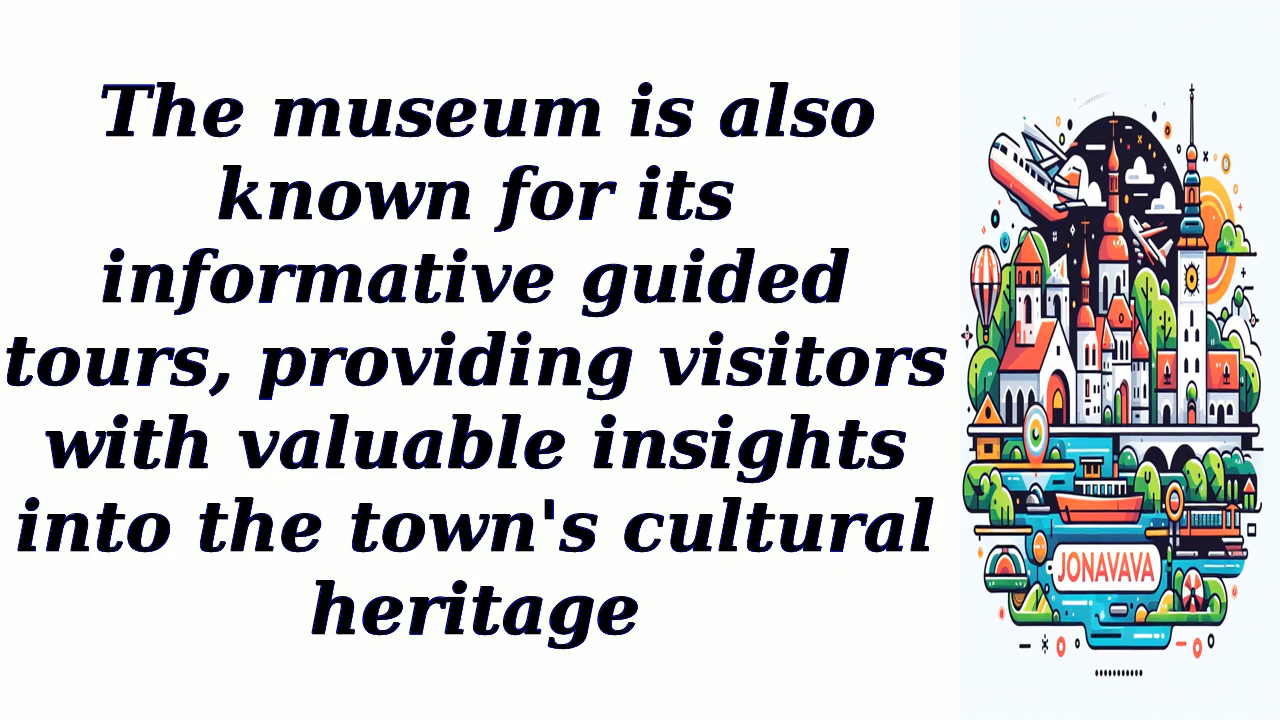 The museum is also
known for its
informative guided
tours, providing visitors
with valuable insights
into the town's cultural
heritage
JONAVAVA